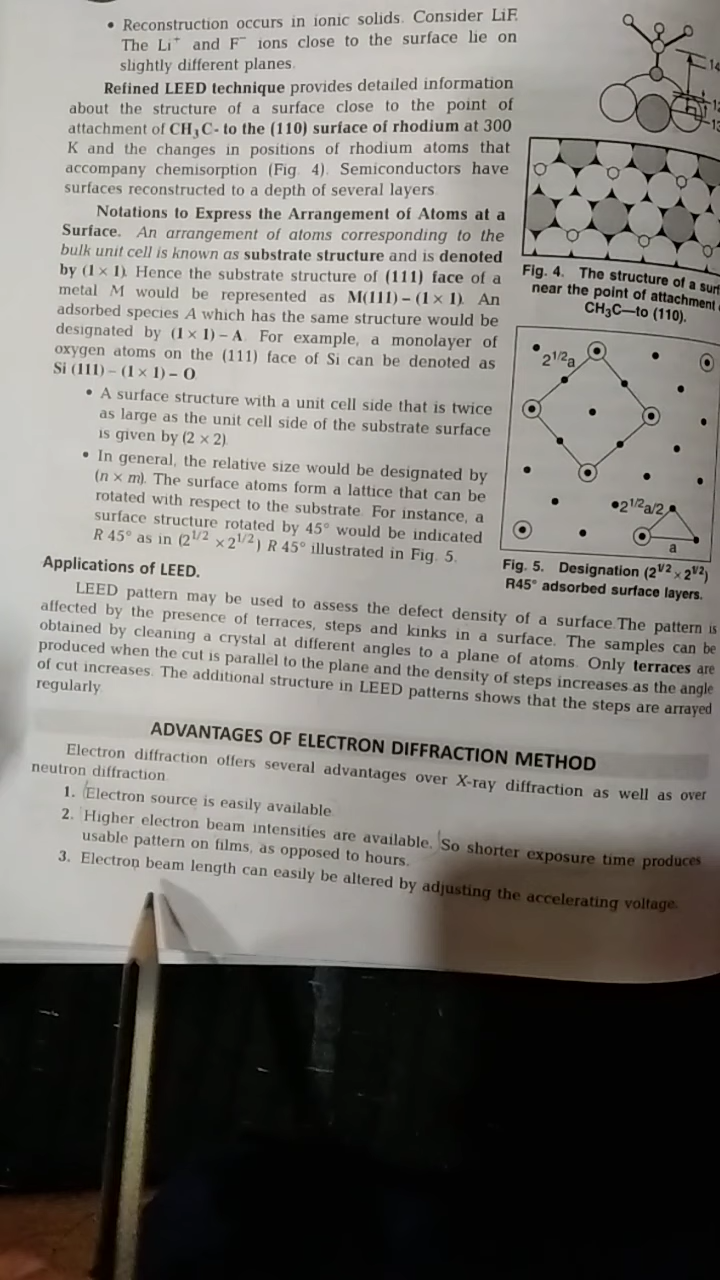 • Reconstruction occurs in ionic solids. Consider LiF.
The Li⁺ and F⁻ ions close to the surface lie on
slightly different planes.
Refined LEED technique provides detailed information
about the structure of a surface close to the point of
attachment of CH₃C- to the (110) surface of rhodium at 300
K and the changes in positions of rhodium atoms that
accompany chemisorption (Fig. 4). Semiconductors have
surfaces reconstructed to a depth of several layers.
Notations to Express the Arrangement of Atoms at a
Surface. An arrangement of atoms corresponding to the
bulk unit cell is known as substrate structure and is denoted
by (1 × 1). Hence the substrate structure of (111) face of a
metal M would be represented as M(111) – (1 × 1). An
adsorbed species A which has the same structure would be
designated by (1 × 1) – A. For example, a monolayer of
oxygen atoms on the (111) face of Si can be denoted as
Si (111) – (1 × 1) – O.
• A surface structure with a unit cell side that is twice
as large as the unit cell side of the substrate surface
is given by (2 × 2).
• In general, the relative size would be designated by
(n × m). The surface atoms form a lattice that can be
rotated with respect to the substrate. For instance, a
surface structure rotated by 45° would be indicated
R 45° as in (2^1/2 × 2^1/2) R 45° illustrated in Fig. 5.
Fig. 4. The structure of a
near the point of attachment
CH₃C—to (110).
2^1/2a
2^1/2a/2
a
Fig. 5. Designation (2^1/2 × 2^1/2)
R45° adsorbed surface layers.
Applications of LEED.
LEED pattern may be used to assess the defect density of a surface.The pattern is
affected by the presence of terraces, steps and kinks in a surface. The samples can be
obtained by cleaning a crystal at different angles to a plane of atoms. Only terraces are
produced when the cut is parallel to the plane and the density of steps increases as the angle
of cut increases. The additional structure in LEED patterns shows that the steps are arrayed
regularly.
ADVANTAGES OF ELECTRON DIFFRACTION METHOD
Electron diffraction offers several advantages over X-ray diffraction as well as over
neutron diffraction.
1. Electron source is easily available.
2. Higher electron beam intensities are available. So shorter exposure time produces
usable pattern on films, as opposed to hours.
3. Electron beam length can easily be altered by adjusting the accelerating voltage.